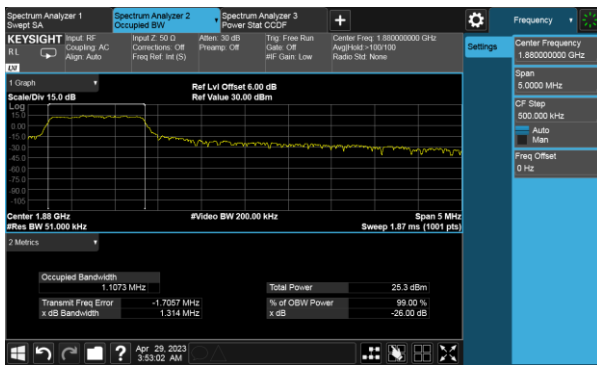 Spectrum Analyzer 1
Swept SA
Spectrum Analyzer 2
Occupied BW
Spectrum Analyzer 3
Power Stat CCDF
+
Frequency
KEYSIGHT
Input: RF
Coupling: AC
Align: Auto
Input Z: 50 Ω
Corrections: Off
Freq Ref: Int (S)
Atten: 30 dB
Preamp: Off
Trig: Free Run
Gate: Off
#IF Gain: Low
Center Freq: 1.880000000 GHz
Avg|Hold:>100/100
Radio Std: None
RL
LXI
Settings
Center Frequency
1.880000000 GHz
Span
5.0000 MHz
CF Step
500.000 kHz
Auto
Man
Freq Offset
0 Hz
1 Graph
Scale/Div 15.0 dB
Ref Lvl Offset 6.00 dB
Ref Value 30.00 dBm
Log
15.0
0.00
-15.0
-30.0
-45.0
-60.0
-75.0
-90.0
-105
Center 1.88 GHz
#Res BW 51.000 kHz
#Video BW 200.00 kHz
Span 5 MHz
Sweep 1.87 ms (1001 pts)
2 Metrics
Occupied Bandwidth
1.1073 MHz
Total Power
25.3 dBm
Transmit Freq Error
-1.7057 MHz
% of OBW Power
99.00 %
x dB Bandwidth
1.314 MHz
x dB
-26.00 dB
?
Apr 29, 2023
3:53:02 AM